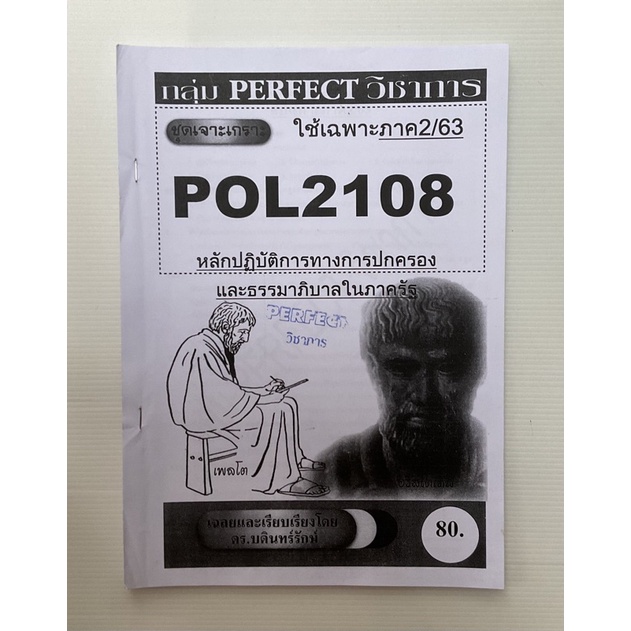 กลุ่ม PERFECT วิชาการ
ชุดเจาะเกราะ
ใช้เฉพาะภาค2/63
POL2108
หลักปฏิบัติการทางการปกครอง
และธรรมาภิบาลในภาครัฐ
PERFECT
วิชาการ
เพลโต
เฉลยและเรียบเรียงโดย
ดร.บดินทร์รักษ์
80.